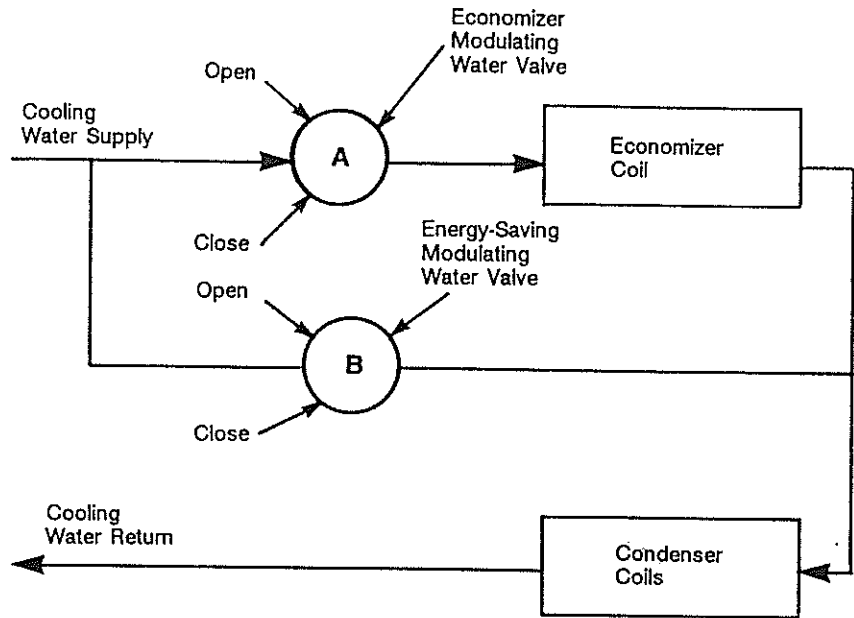 Economizer
Modulating
Water Valve
Open
Cooling
Water Supply
A
Economizer
Coil
Close
Energy-Saving
Modulating
Water Valve
Open
B
Close
Cooling
Water Return
Condenser
Coils